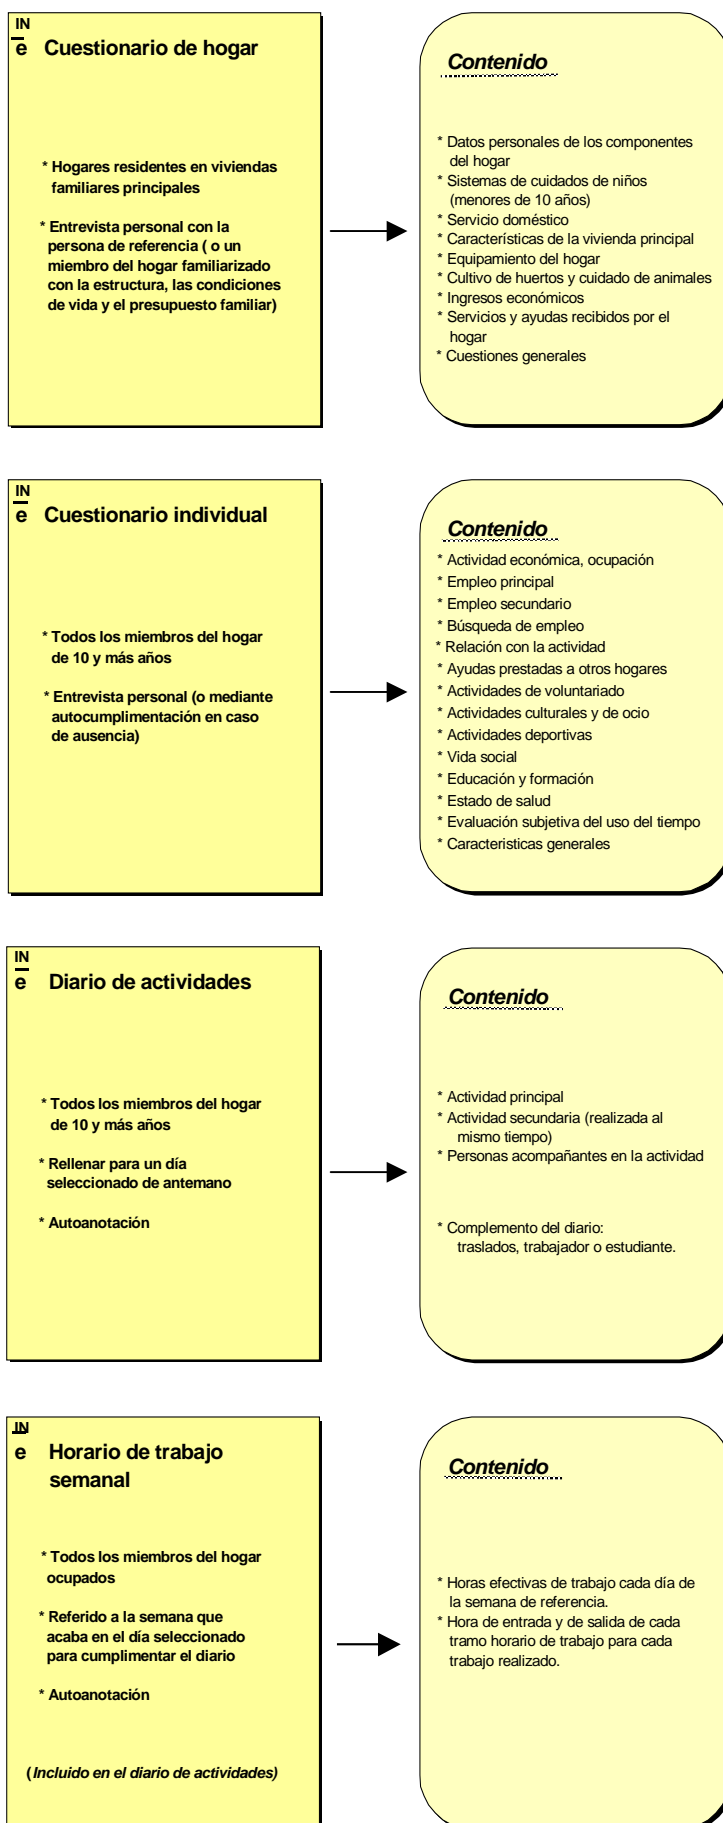 IN
e Cuestionario de hogar
* Hogares residentes en viviendas
familiares principales
* Entrevista personal con la
persona de referencia ( o un
miembro del hogar familiarizado
con la estructura, las condiciones
de vida y el presupuesto familiar)
Contenido
* Datos personales de los componentes
del hogar
* Sistemas de cuidados de niños
(menores de 10 años)
* Servicio doméstico
* Características de la vivienda principal
* Equipamiento del hogar
* Cultivo de huertos y cuidado de animales
* Ingresos económicos
* Servicios y ayudas recibidos por el
hogar
* Cuestiones generales
IN
e Cuestionario individual
* Todos los miembros del hogar
de 10 y más años
* Entrevista personal (o mediante
autocumplimentación en caso
de ausencia)
Contenido
* Actividad económica, ocupación
* Empleo principal
* Empleo secundario
* Búsqueda de empleo
* Relación con la actividad
* Ayudas prestadas a otros hogares
* Actividades de voluntariado
* Actividades culturales y de ocio
* Actividades deportivas
* Vida social
* Educación y formación
* Estado de salud
* Evaluación subjetiva del uso del tiempo
* Caracteristicas generales
IN
e Diario de actividades
* Todos los miembros del hogar
de 10 y más años
* Rellenar para un día
seleccionado de antemano
* Autoanotación
Contenido
* Actividad principal
* Actividad secundaria (realizada al
mismo tiempo)
* Personas acompañantes en la actividad
* Complemento del diario:
traslados, trabajador o estudiante.
IN
e Horario de trabajo
semanal
* Todos los miembros del hogar
ocupados
* Referido a la semana que
acaba en el día seleccionado
para cumplimentar el diario
* Autoanotación
(Incluido en el diario de actividades)
Contenido
* Horas efectivas de trabajo cada día de
la semana de referencia.
* Hora de entrada y de salida de cada
tramo horario de trabajo para cada
trabajo realizado.